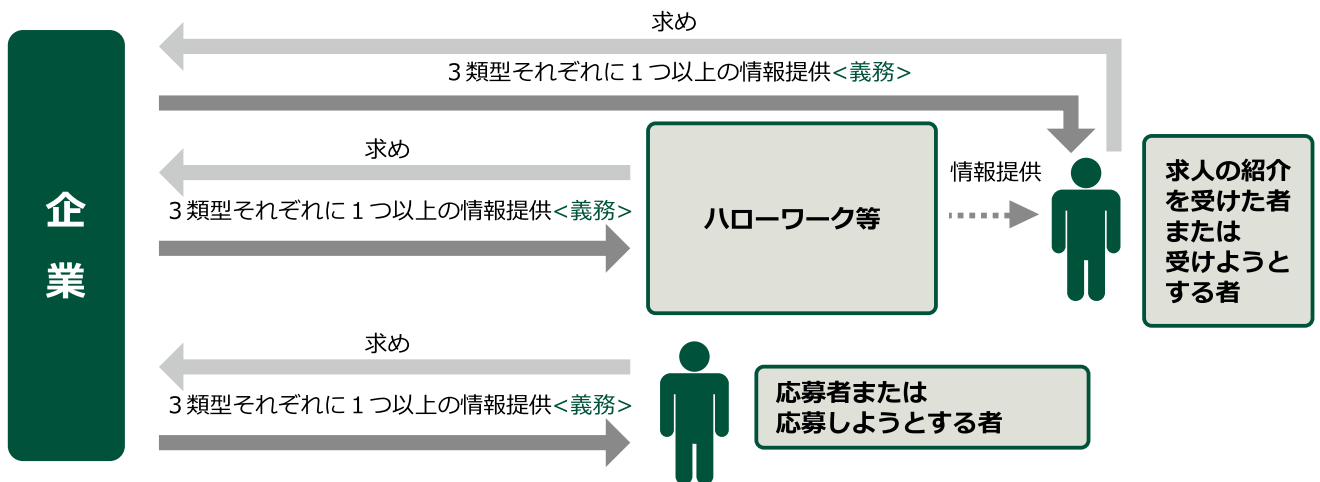 企
業
求め
３類型それぞれに１つ以上の情報提供<義務>
求め
３類型それぞれに１つ以上の情報提供<義務>
ハローワーク等
情報提供
求人の紹介
を受けた者
または
受けようと
する者
求め
３類型それぞれに１つ以上の情報提供<義務>
応募者または
応募しようとする者